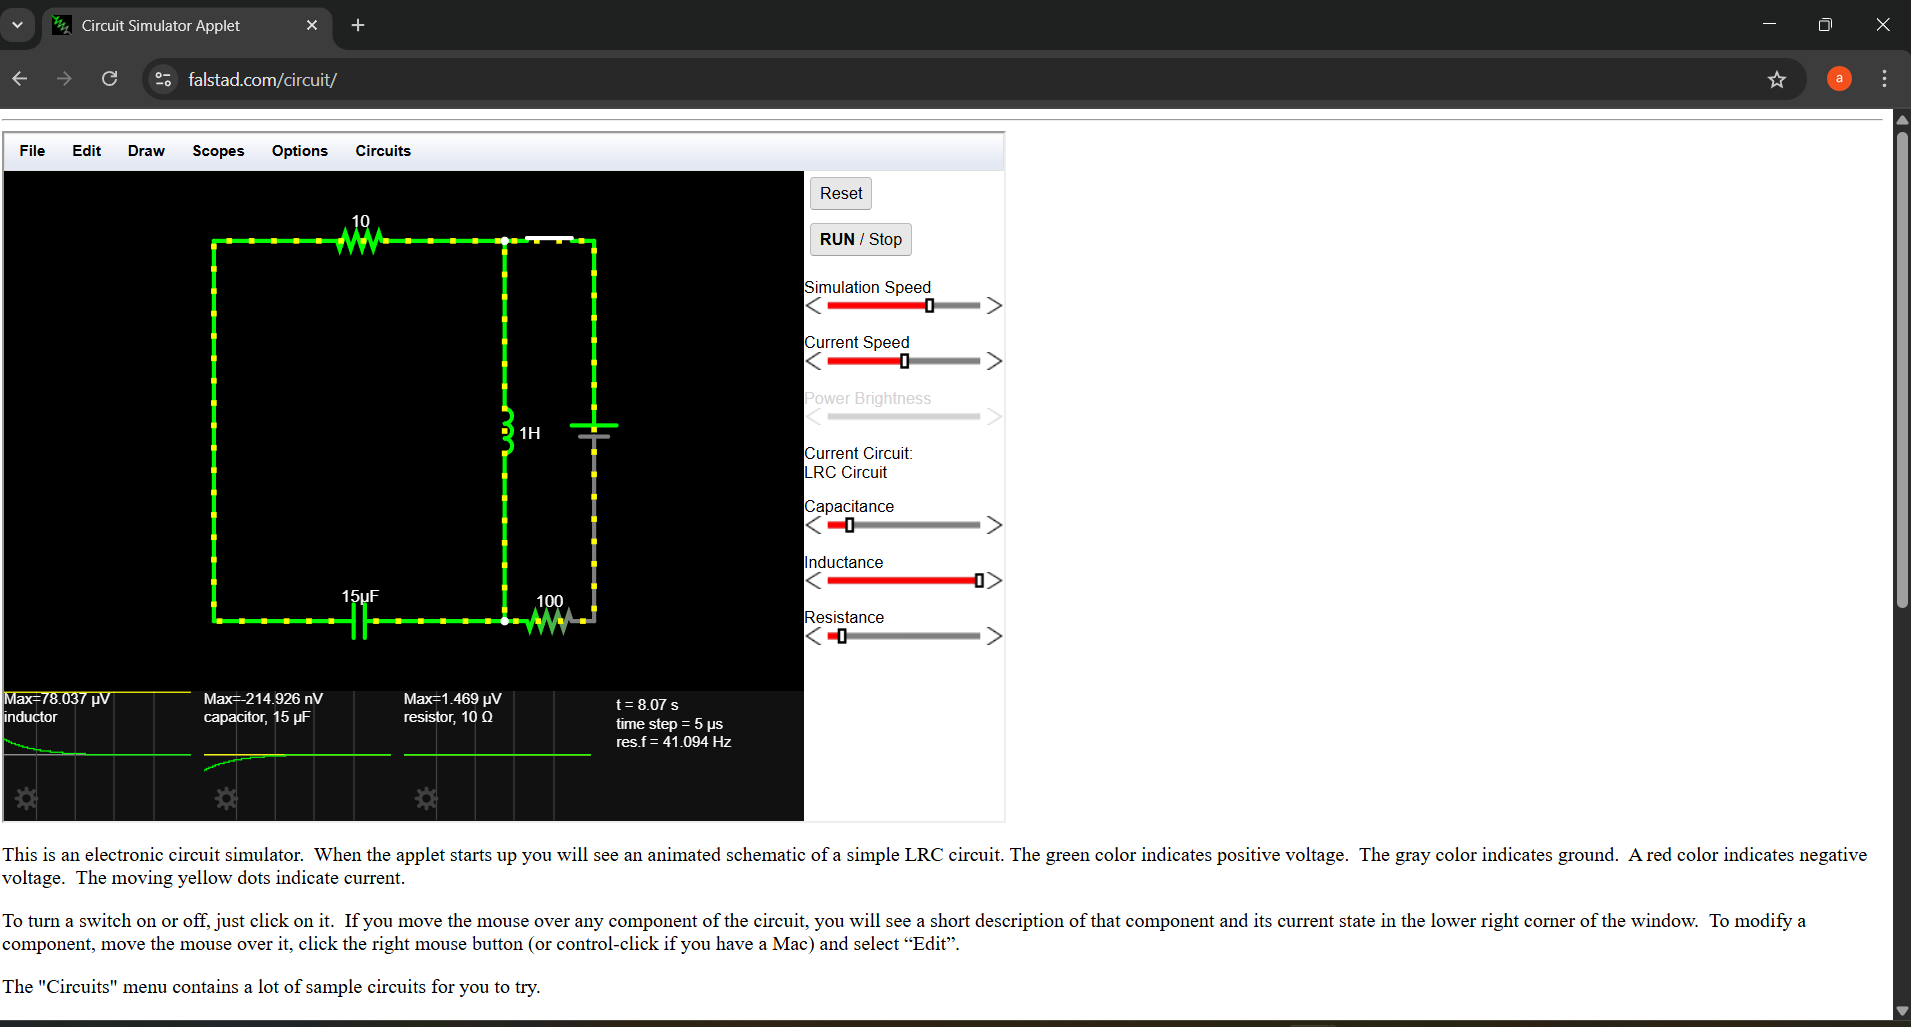 Circuit Simulator Applet
falstad.com/circuit/
a
File Edit Draw Scopes Options Circuits
Reset
RUN / Stop
Simulation Speed
Current Speed
Power Brightness
Current Circuit:
LRC Circuit
Capacitance
Inductance
Resistance
10
1H
15μF
100
Max=78.037 μV
inductor
Max=-214.926 nV
capacitor, 15 μF
Max=1.469 μV
resistor, 10 Ω
t = 8.07 s
time step = 5 μs
res.f = 41.094 Hz
This is an electronic circuit simulator.  When the applet starts up you will see an animated schematic of a simple LRC circuit. The green color indicates positive voltage.  The gray color indicates ground.  A red color indicates negative
voltage.  The moving yellow dots indicate current.
To turn a switch on or off, just click on it.  If you move the mouse over any component of the circuit, you will see a short description of that component and its current state in the lower right corner of the window.  To modify a
component, move the mouse over it, click the right mouse button (or control-click if you have a Mac) and select “Edit”.
The "Circuits" menu contains a lot of sample circuits for you to try.